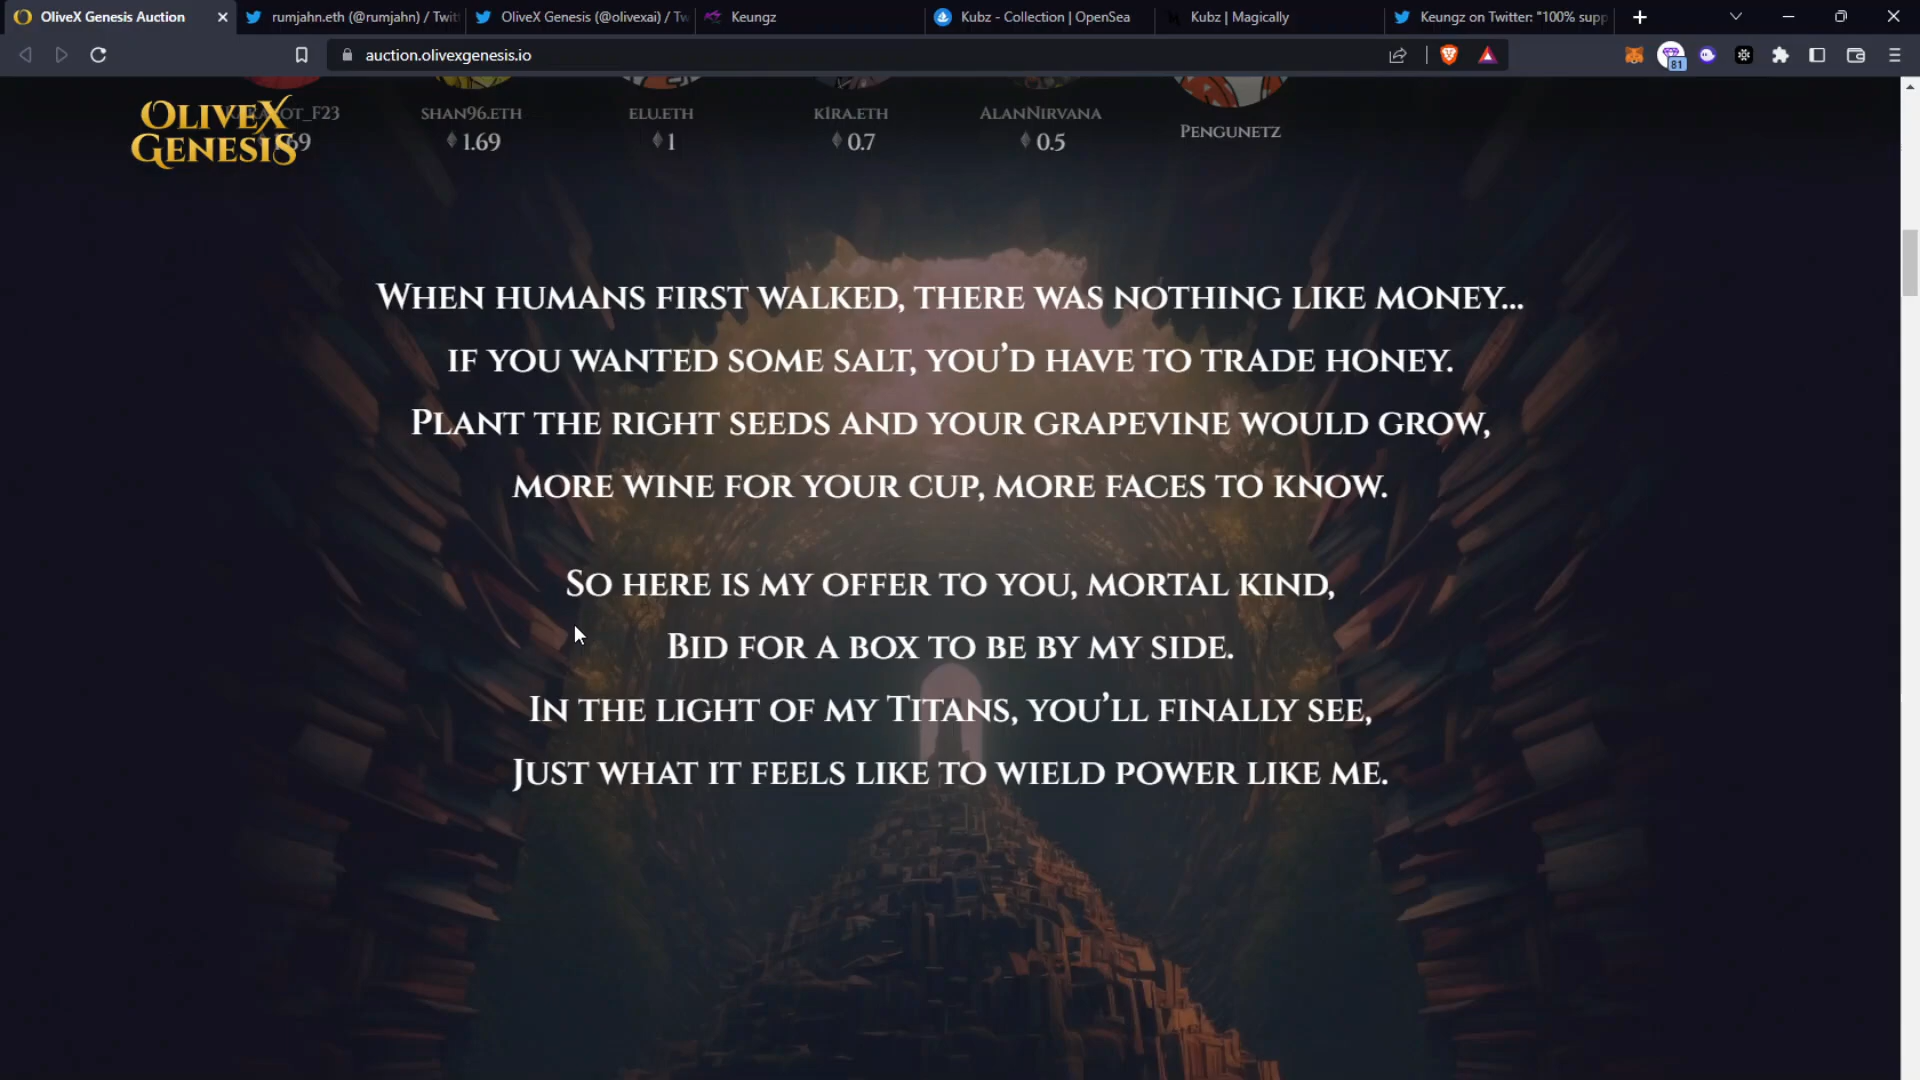 OliveX Genesis Auction
rumjahn.eth (@rumjahn) / Twit
OliveX Genesis (@olivexai) / Tw
Keungz
Kubz - Collection | OpenSea
Kubz | Magically
Keungz on Twitter: "100% supp
auction.olivexgenesis.io
81
OliveX
Genesis
OT_F23
shan96.eth
elu.eth
kira.eth
AlanNirvana
Pengunetz
69
1.69
1
0.7
0.5
When humans first walked, there was nothing like money...
if you wanted some salt, you'd have to trade honey.
Plant the right seeds and your grapevine would grow,
more wine for your cup, more faces to know.
So here is my offer to you, mortal kind,
Bid for a box to be by my side.
In the light of my Titans, you'll finally see,
Just what it feels like to wield power like me.